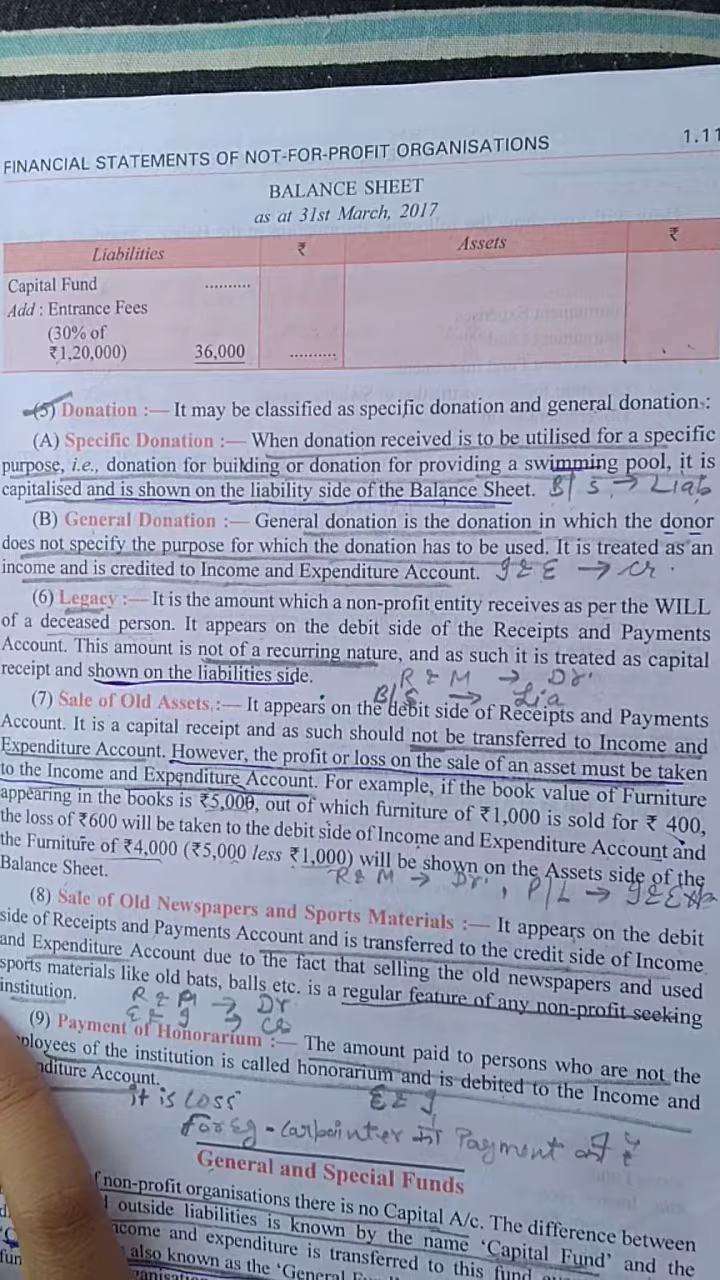 FINANCIAL STATEMENTS OF NOT-FOR-PROFIT ORGANISATIONS 1.11
BALANCE SHEET
as at 31st March, 2017
Liabilities ₹ Assets ₹
Capital Fund ..........
Add : Entrance Fees
(30% of
₹1,20,000) 36,000 ..........
(5) Donation :— It may be classified as specific donation and general donation :
(A) Specific Donation :— When donation received is to be utilised for a specific
purpose, i.e., donation for building or donation for providing a swimming pool, it is
capitalised and is shown on the liability side of the Balance Sheet. B/S → Liab
(B) General Donation :— General donation is the donation in which the donor
does not specify the purpose for which the donation has to be used. It is treated as an
income and is credited to Income and Expenditure Account. I & E → cr.
(6) Legacy :— It is the amount which a non-profit entity receives as per the WILL
of a deceased person. It appears on the debit side of the Receipts and Payments
Account. This amount is not of a recurring nature, and as such it is treated as capital
receipt and shown on the liabilities side. R & M → Dr.
B/S → Lia
(7) Sale of Old Assets :— It appears on the debit side of Receipts and Payments
Account. It is a capital receipt and as such should not be transferred to Income and
Expenditure Account. However, the profit or loss on the sale of an asset must be taken
to the Income and Expenditure Account. For example, if the book value of Furniture
appearing in the books is ₹5,000, out of which furniture of ₹1,000 is sold for ₹ 400,
the loss of ₹600 will be taken to the debit side of Income and Expenditure Account and
the Furniture of ₹4,000 (₹5,000 less ₹1,000) will be shown on the Assets side of the
Balance Sheet. R & M → Dr. , P/L →
(8) Sale of Old Newspapers and Sports Materials :— It appears on the debit
side of Receipts and Payments Account and is transferred to the credit side of Income
and Expenditure Account due to the fact that selling the old newspapers and used
sports materials like old bats, balls etc. is a regular feature of any non-profit seeking
institution. R & M → Dr
E & I → Cr
(9) Payment of Honorarium :— The amount paid to persons who are not the
ployees of the institution is called honorarium and is debited to the Income and
nditure Account.
it is loss E & I
for eg - Carpainter Payment
General and Special Funds
non-profit organisations there is no Capital A/c. The difference between
outside liabilities is known by the name 'Capital Fund' and the
ncome and expenditure is transferred to this fund
also known as the 'General